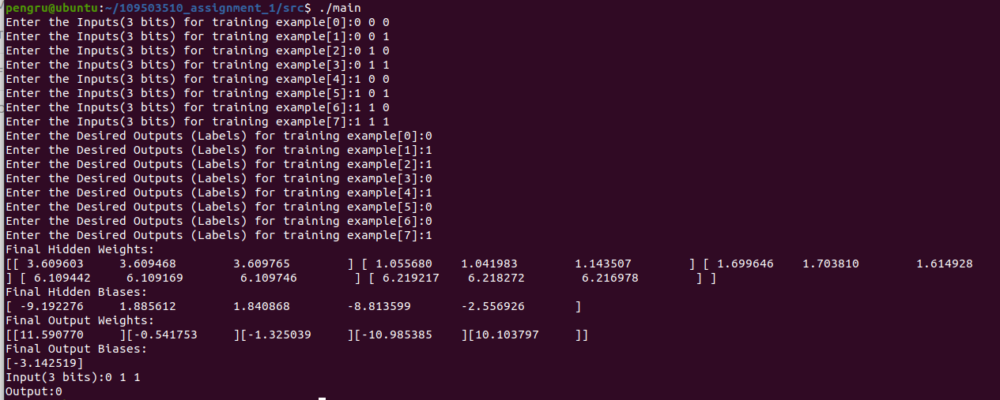 pengru@ubuntu:~/109503510_assignment_1/src$ ./main
Enter the Inputs(3 bits) for training example[0]:0 0 0
Enter the Inputs(3 bits) for training example[1]:0 0 1
Enter the Inputs(3 bits) for training example[2]:0 1 0
Enter the Inputs(3 bits) for training example[3]:0 1 1
Enter the Inputs(3 bits) for training example[4]:1 0 0
Enter the Inputs(3 bits) for training example[5]:1 0 1
Enter the Inputs(3 bits) for training example[6]:1 1 0
Enter the Inputs(3 bits) for training example[7]:1 1 1
Enter the Desired Outputs (Labels) for training example[0]:0
Enter the Desired Outputs (Labels) for training example[1]:1
Enter the Desired Outputs (Labels) for training example[2]:1
Enter the Desired Outputs (Labels) for training example[3]:0
Enter the Desired Outputs (Labels) for training example[4]:1
Enter the Desired Outputs (Labels) for training example[5]:0
Enter the Desired Outputs (Labels) for training example[6]:0
Enter the Desired Outputs (Labels) for training example[7]:1
Final Hidden Weights:
[[ 3.609603     3.609468        3.609765        ] [ 1.055680    1.041983        1.143507        ] [ 1.699646    1.703810        1.614928
] [ 6.109442     6.109169        6.109746        ] [ 6.219217    6.218272        6.216978        ] ]
Final Hidden Biases:
[ -9.192276     1.885612        1.840868        -8.813599       -2.556926       ]
Final Output Weights:
[[11.590770     ][-0.541753     ][-1.325039     ][-10.985385    ][10.103797     ]]
Final Output Biases:
[-3.142519]
Input(3 bits):0 1 1
Output:0